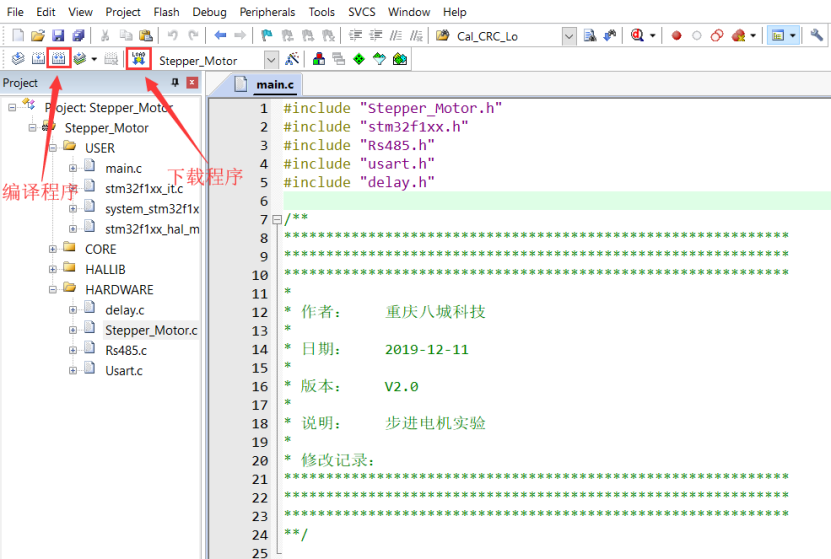 File Edit View Project Flash Debug Peripherals Tools SVCS Window Help
Cal_CRC_Lo
LOAD
Stepper_Motor
Project
main.c
Project: Stepper_Motor
Stepper_Motor
USER
main.c
stm32f1xx_it.c
system_stm32f1x
stm32f1xx_hal_m
CORE
HALLIB
HARDWARE
delay.c
Stepper_Motor.c
Rs485.c
Usart.c
编译程序
下载程序
1 #include "Stepper_Motor.h"
2 #include "stm32f1xx.h"
3 #include "Rs485.h"
4 #include "usart.h"
5 #include "delay.h"
6
7 /**
8 ************************************************************
9 ************************************************************
10 ************************************************************
11 *
12 * 作者： 重庆八城科技
13 *
14 * 日期： 2019-12-11
15 *
16 * 版本： V2.0
17 *
18 * 说明： 步进电机实验
19 *
20 * 修改记录：
21 ************************************************************
22 ************************************************************
23 ************************************************************
24 **/
25